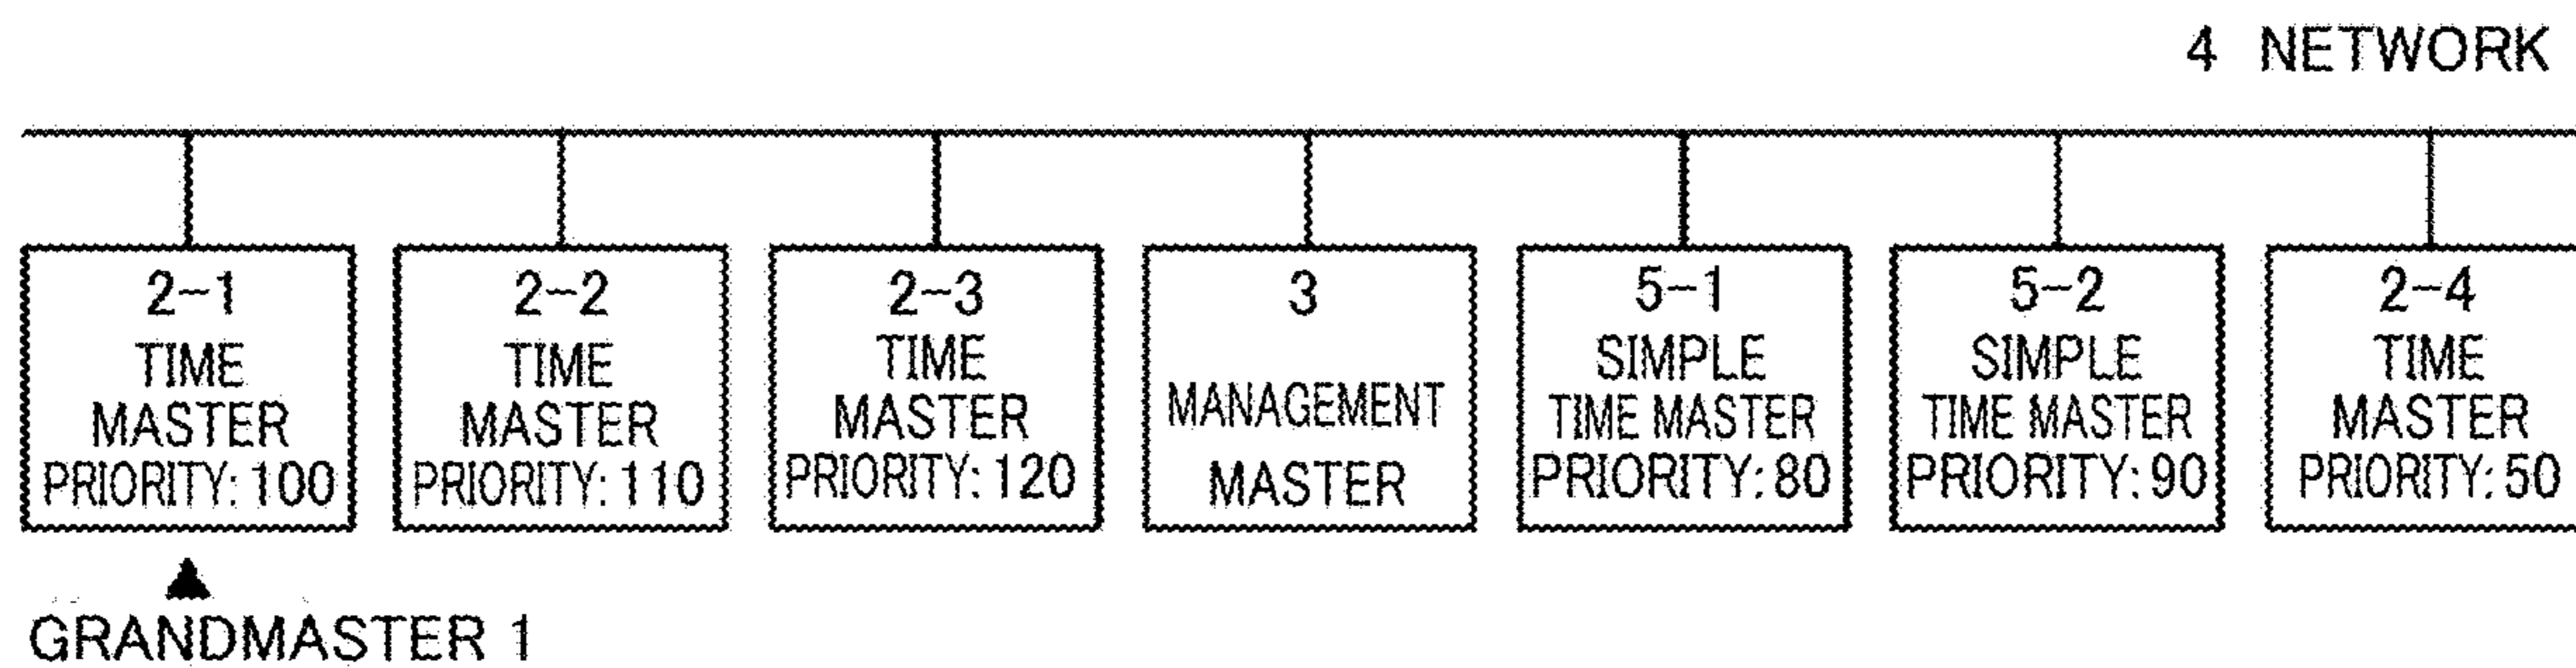 4 NETWORK
2-1
TIME
MASTER
PRIORITY: 100
2-2
TIME
MASTER
PRIORITY: 110
2-3
TIME
MASTER
PRIORITY: 120
3
MANAGEMENT
MASTER
5-1
SIMPLE
TIME MASTER
PRIORITY: 80
5-2
SIMPLE
TIME MASTER
PRIORITY: 90
2-4
TIME
MASTER
PRIORITY: 50
GRANDMASTER 1